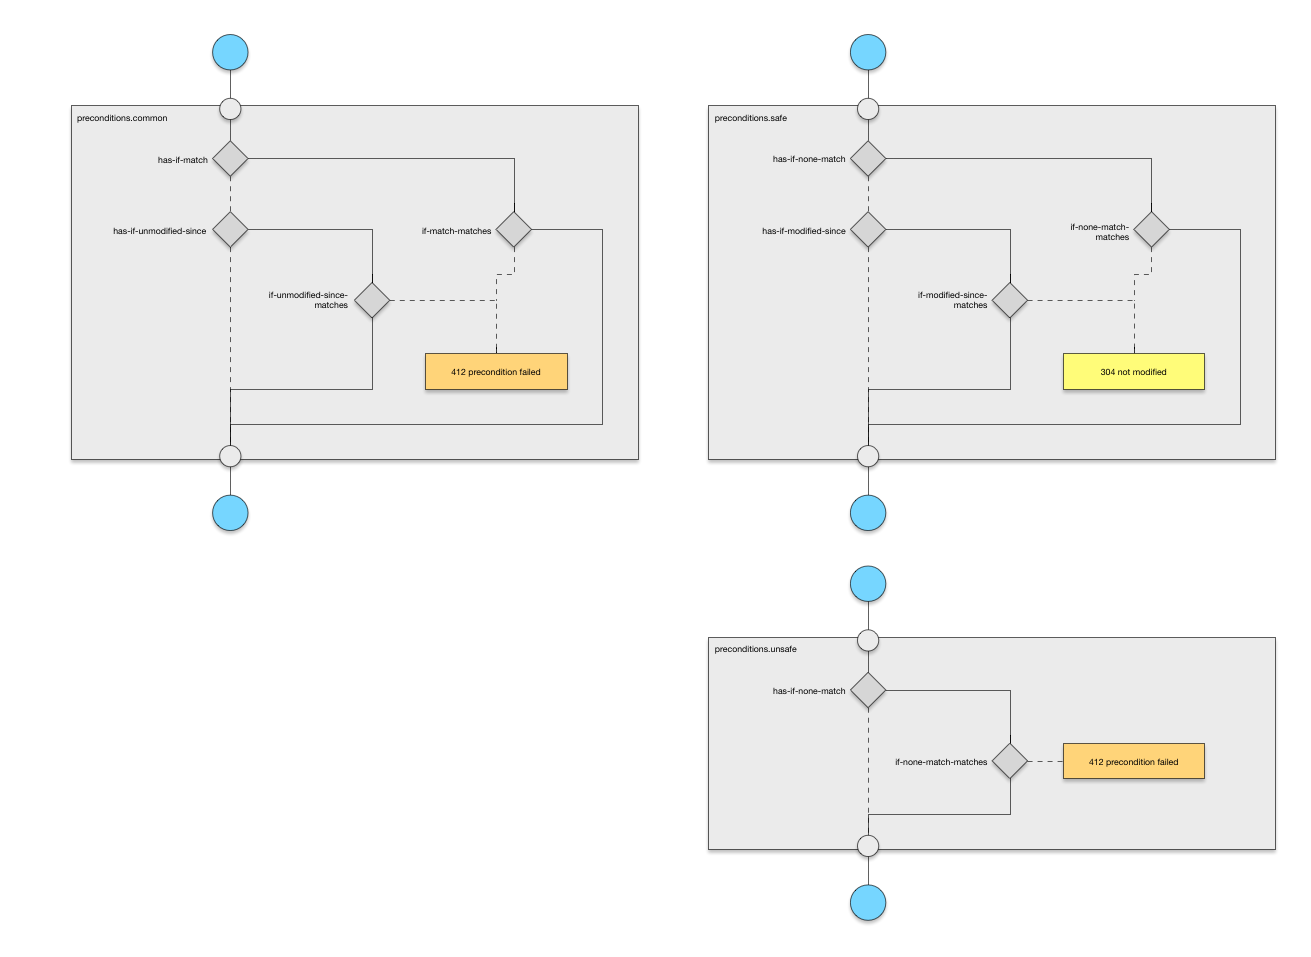 preconditions.common
has-if-match
has-if-unmodified-since
if-match-matches
if-unmodified-since-
matches
412 precondition failed
preconditions.safe
has-if-none-match
has-if-modified-since
if-none-match-
matches
if-modified-since-
matches
304 not modified
preconditions.unsafe
has-if-none-match
if-none-match-matches
412 precondition failed